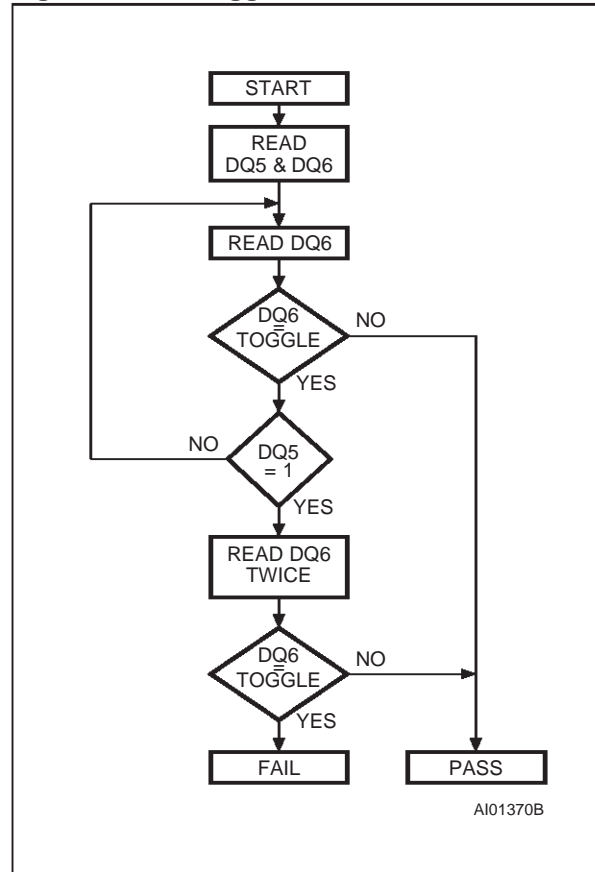 START
READ
DQ5 & DQ6
READ DQ6
DQ6
=
TOGGLE
NO
YES
NO
DQ5
= 1
YES
READ DQ6
TWICE
DQ6
=
TOGGLE
NO
YES
FAIL
PASS
AI01370B